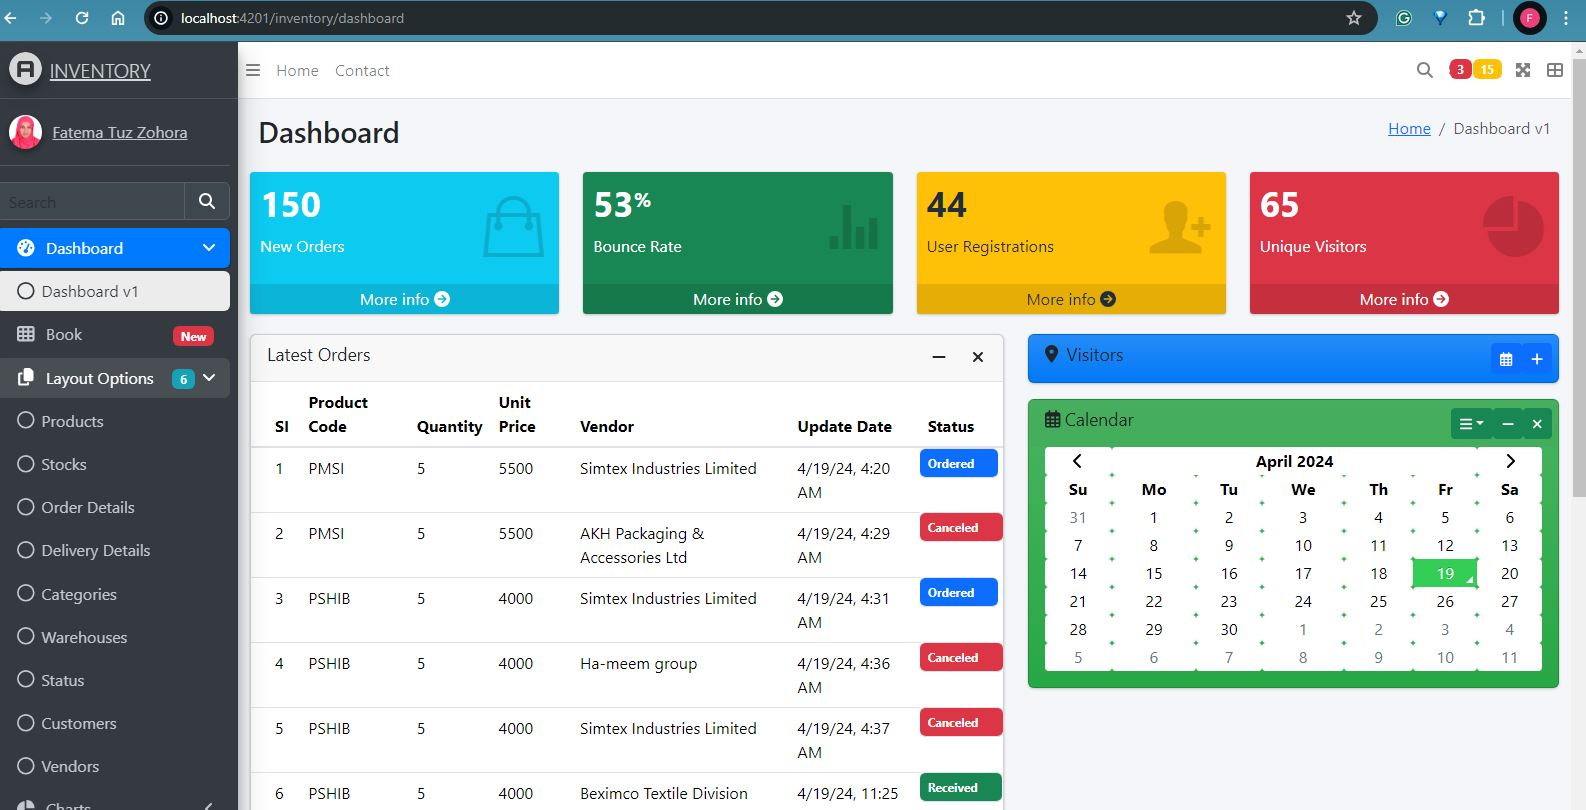 localhost:4201/inventory/dashboard
F
INVENTORY
Home Contact
3 15
Fatema Tuz Zohora
Dashboard
Home / Dashboard v1
Search
Dashboard
Dashboard v1
Book New
Layout Options 6
Products
Stocks
Order Details
Delivery Details
Categories
Warehouses
Status
Customers
Vendors
Charts
150
New Orders
More info
53%
Bounce Rate
More info
44
User Registrations
More info
65
Unique Visitors
More info
Latest Orders
Sl Product Code Quantity Unit Price Vendor Update Date Status
1 PMSI 5 5500 Simtex Industries Limited 4/19/24, 4:20 AM Ordered
2 PMSI 5 5500 AKH Packaging & Accessories Ltd 4/19/24, 4:29 AM Canceled
3 PSHIB 5 4000 Simtex Industries Limited 4/19/24, 4:31 AM Ordered
4 PSHIB 5 4000 Ha-meem group 4/19/24, 4:36 AM Canceled
5 PSHIB 5 4000 Simtex Industries Limited 4/19/24, 4:37 AM Canceled
6 PSHIB 5 4000 Beximco Textile Division 4/19/24, 11:25 Received
Visitors
Calendar
April 2024
Su Mo Tu We Th Fr Sa
31 1 2 3 4 5 6
7 8 9 10 11 12 13
14 15 16 17 18 19 20
21 22 23 24 25 26 27
28 29 30 1 2 3 4
5 6 7 8 9 10 11